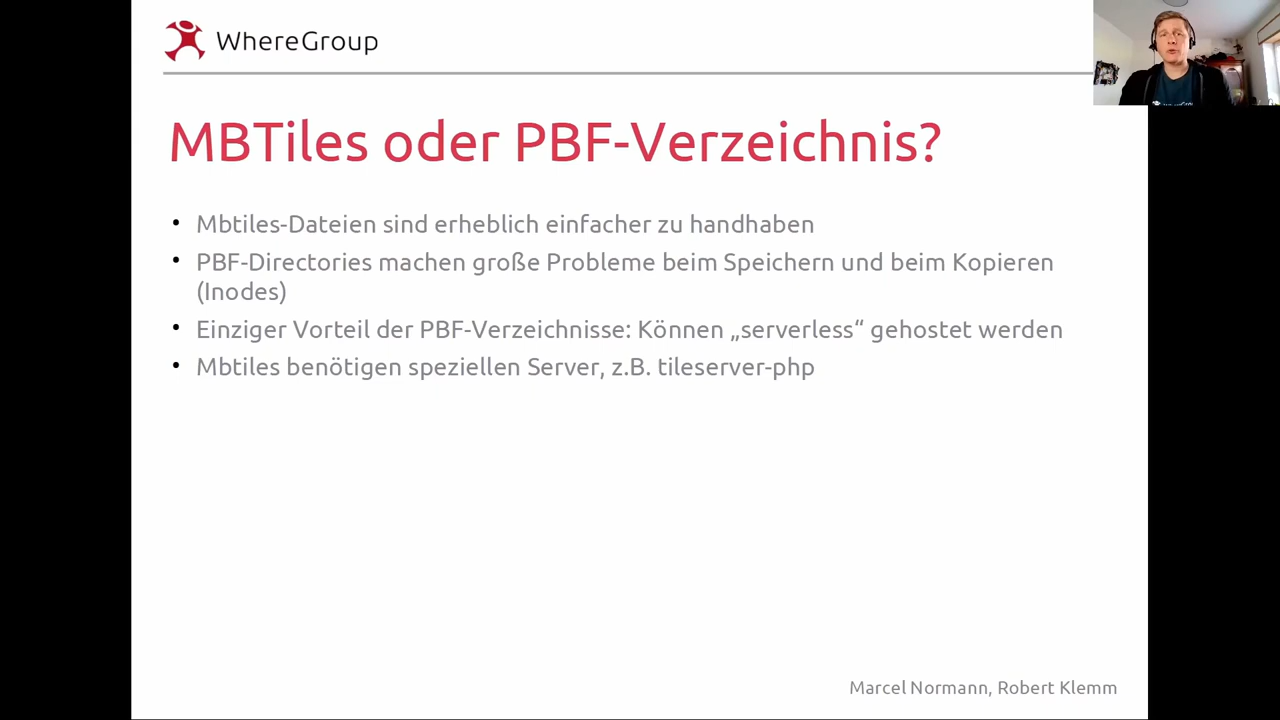 WhereGroup
MBTiles oder PBF-Verzeichnis?
• Mbtiles-Dateien sind erheblich einfacher zu handhaben
• PBF-Directories machen große Probleme beim Speichern und beim Kopieren
(Inodes)
• Einziger Vorteil der PBF-Verzeichnisse: Können „serverless“ gehostet werden
• Mbtiles benötigen speziellen Server, z.B. tileserver-php
Marcel Normann, Robert Klemm